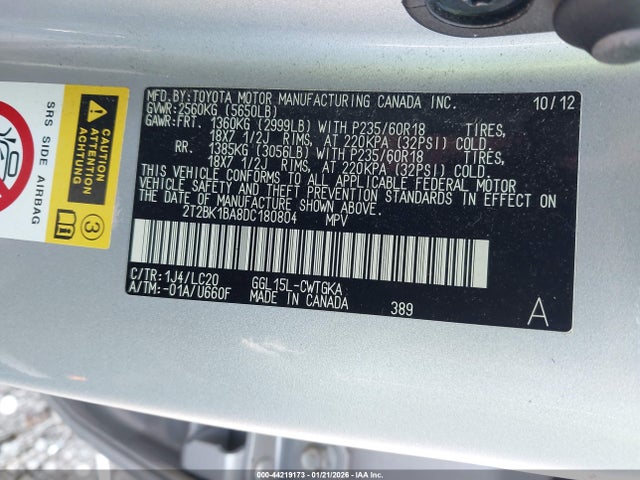 MFD.BY:TOYOTA MOTOR MANUFACTURING CANADA INC. 10/12
GVWR:2560KG (5650LB)
GAWR:FRT. 1360KG (2999LB) WITH P235/60R18 TIRES,
18X7 1/2J RIMS, AT 220KPA (32PSI) COLD.
RR. 1385KG (3056LB) WITH P235/60R18 TIRES,
18X7 1/2J RIMS, AT 220KPA (32PSI) COLD.
THIS VEHICLE CONFORMS TO ALL APPLICABLE FEDERAL MOTOR
VEHICLE SAFETY AND THEFT PREVENTION STANDARDS IN EFFECT ON
THE DATE OF MANUFACTURE SHOWN ABOVE.
2T2BK1BA8DC180804 MPV
C/TR:1J4/LC20 GGL15L-CWTGKA
A/TM:-01A/U660F MADE IN CANADA 389 A
SRS SIDE AIRBAG
ATTENTION
CAUTION
ACHTUNG
3
000-44219173 - 01/21/2026 - IAAI.COM